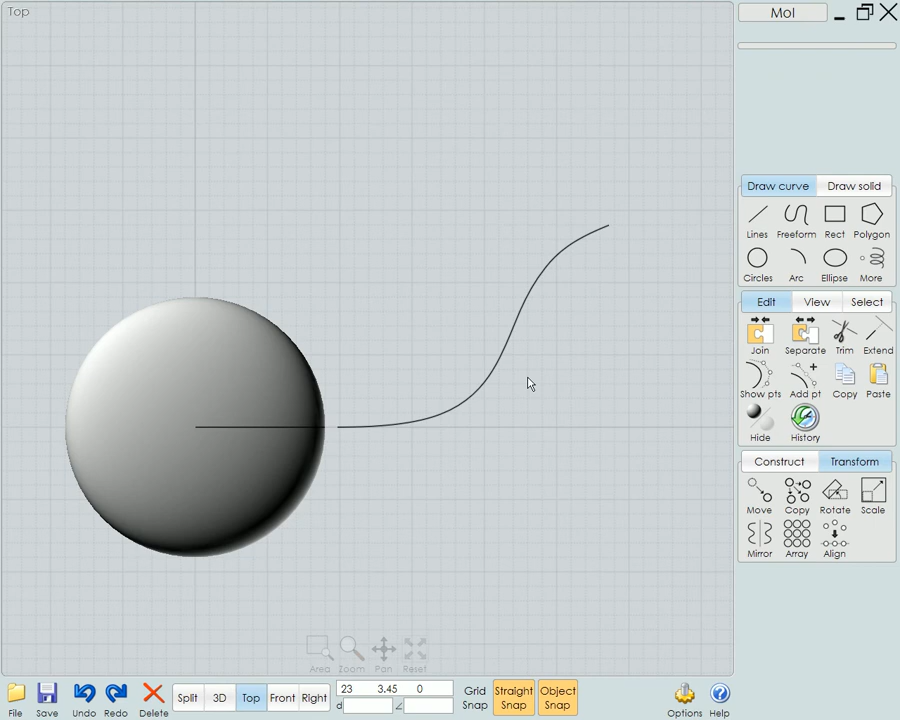 Top
MoI
Draw curve Draw solid
Lines Freeform Rect Polygon
Circles Arc Ellipse More
Edit View Select
Join Separate Trim Extend
Show pts Add pt Copy Paste
Hide History
Construct Transform
Move Copy Rotate Scale
Mirror Array Align
Area Zoom Pan Reset
File Save Undo Redo Delete Split 3D Top Front Right 23 3.45 0 d Grid Snap Straight Snap Object Snap Options Help